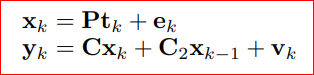 𝐱ₖ = 𝐏𝐭ₖ + 𝐞ₖ
𝐲ₖ = 𝐂𝐱ₖ + 𝐂₂𝐱ₖ₋₁ + 𝐯ₖ